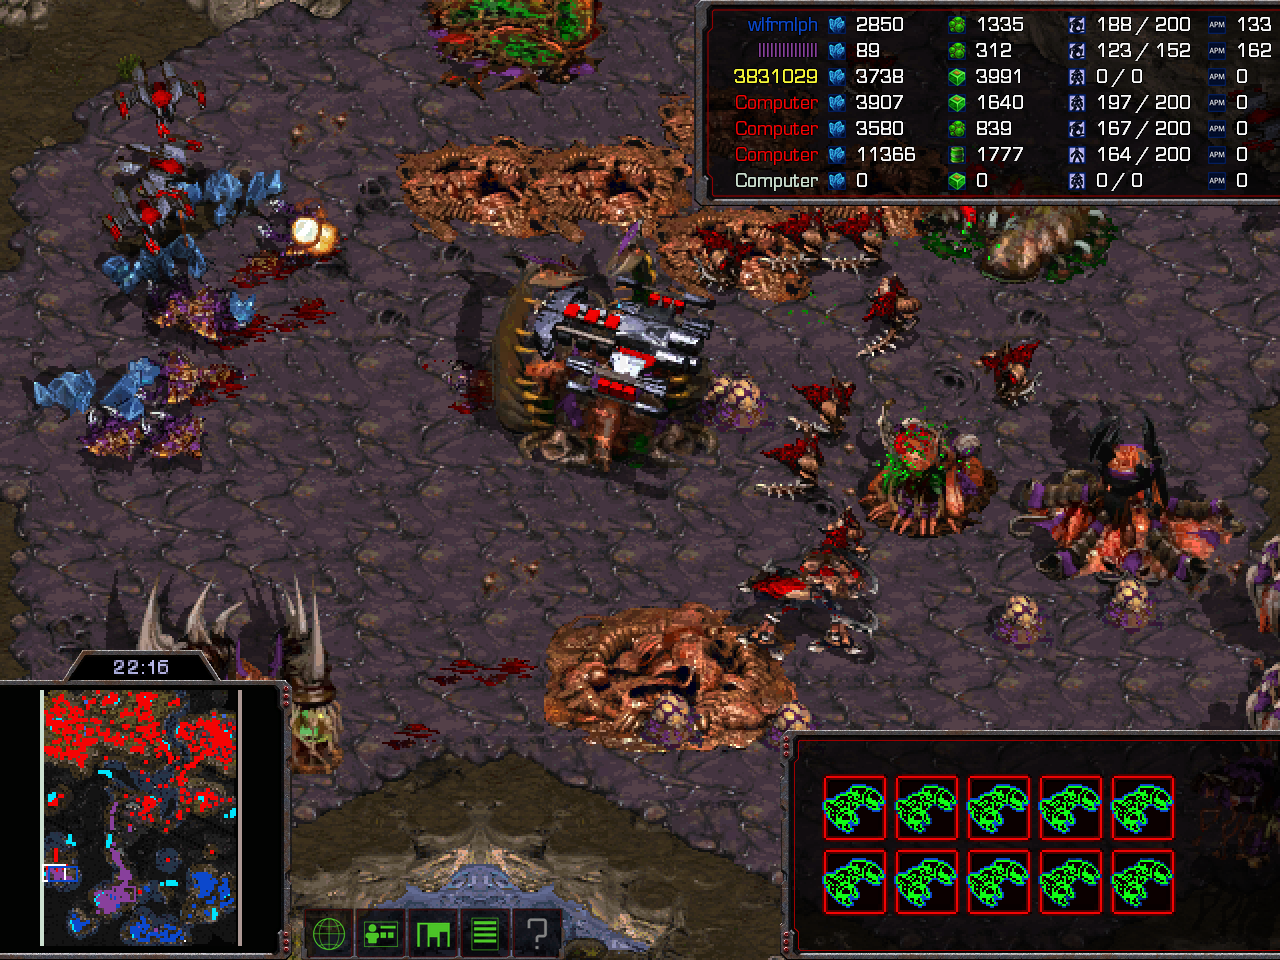 wlfrmlph 2850 1335 188 / 200 APM 133
|||||||||||||| 89 312 123 / 152 APM 162
3831029 3738 3991 0 / 0 APM 0
Computer 3907 1640 197 / 200 APM 0
Computer 3580 839 167 / 200 APM 0
Computer 11366 1777 164 / 200 APM 0
Computer 0 0 0 / 0 APM 0
22:16
?